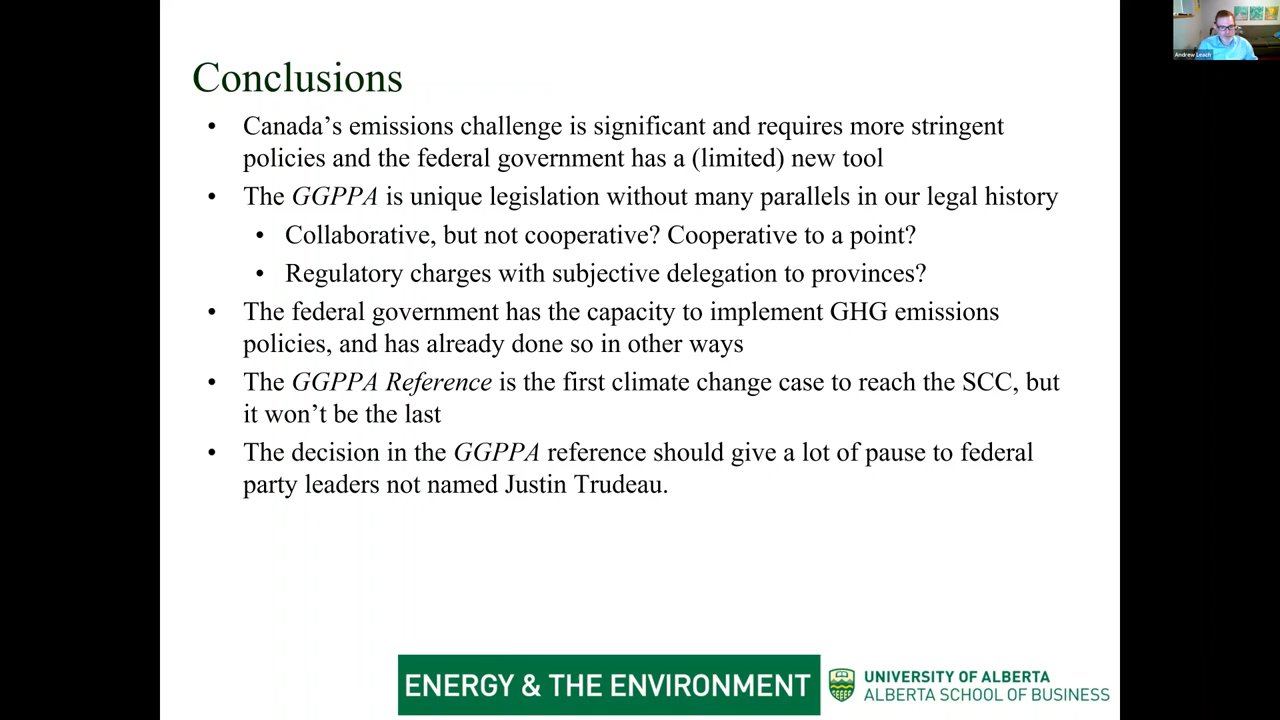 Andrew Leach
Conclusions
• Canada's emissions challenge is significant and requires more stringent
policies and the federal government has a (limited) new tool
• The GGPPA is unique legislation without many parallels in our legal history
• Collaborative, but not cooperative? Cooperative to a point?
• Regulatory charges with subjective delegation to provinces?
• The federal government has the capacity to implement GHG emissions
policies, and has already done so in other ways
• The GGPPA Reference is the first climate change case to reach the SCC, but
it won't be the last
• The decision in the GGPPA reference should give a lot of pause to federal
party leaders not named Justin Trudeau.
ENERGY & THE ENVIRONMENT
UNIVERSITY OF ALBERTA
ALBERTA SCHOOL OF BUSINESS